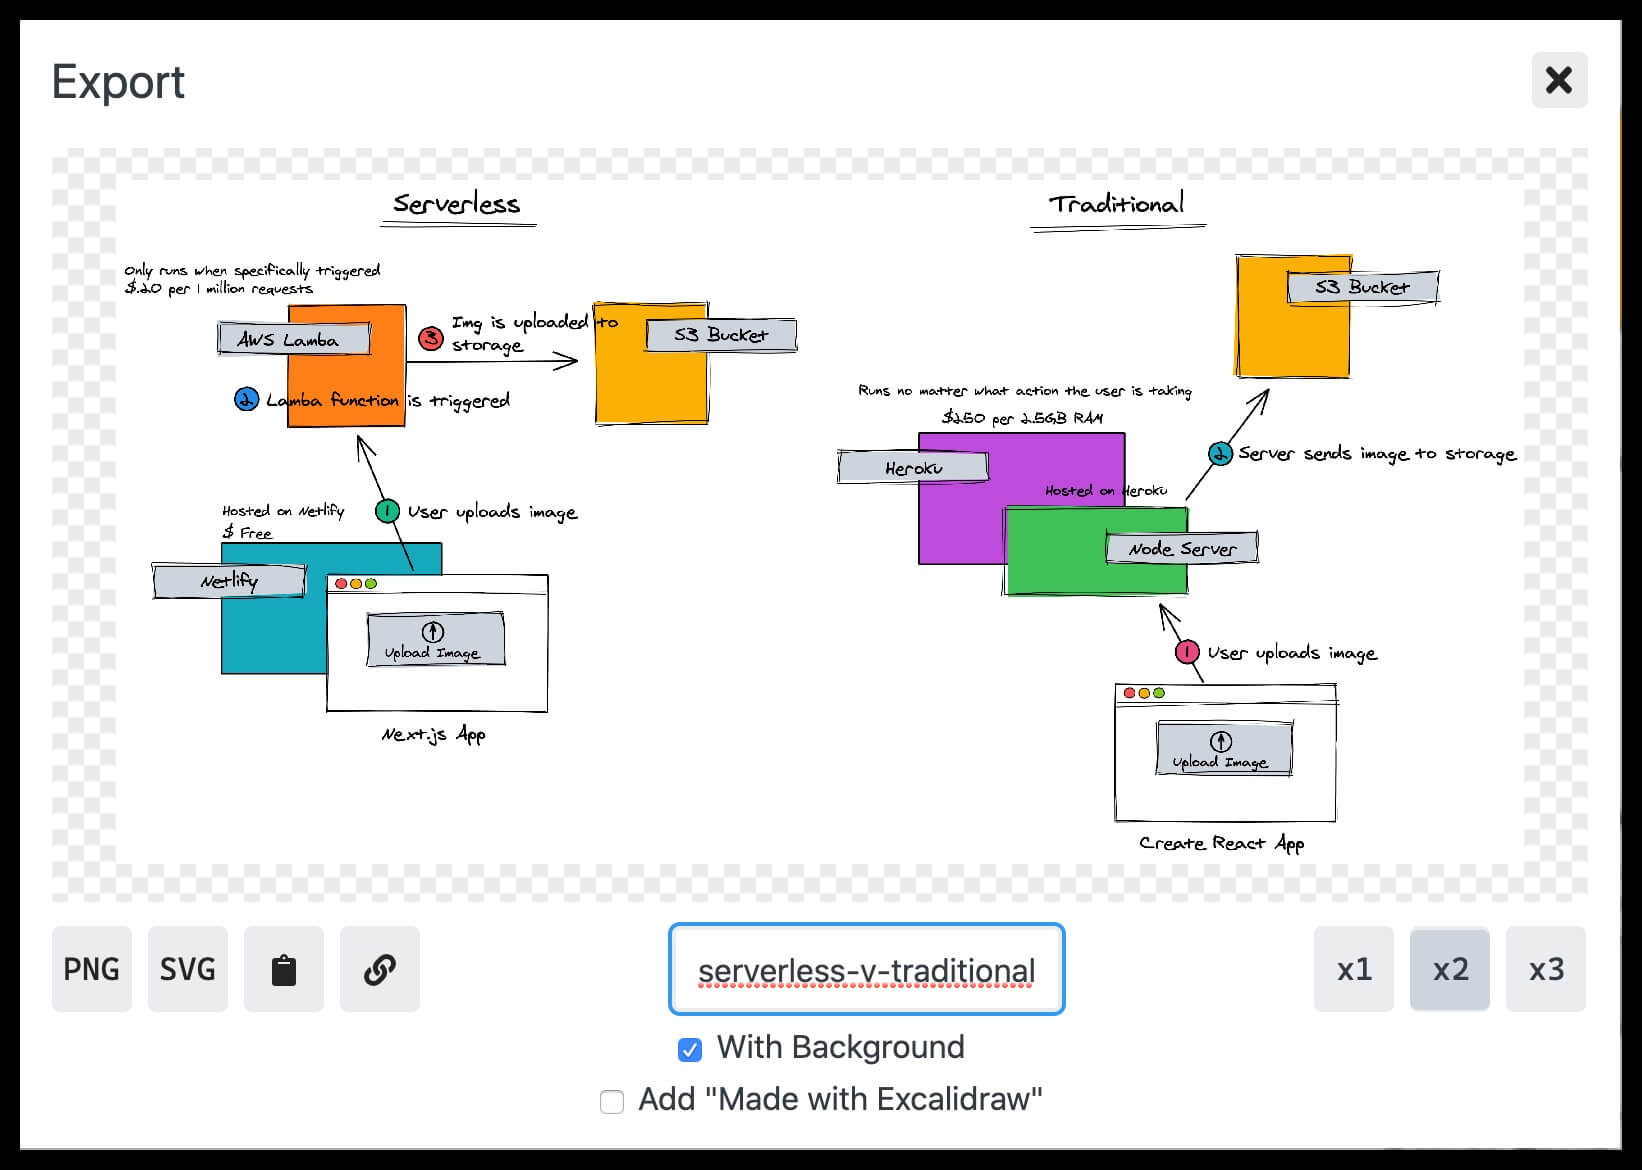 Export
Serverless
Only runs when specifically triggered
$.20 per 1 million requests
AWS Lamba
3
Img is uploaded to
storage
S3 Bucket
2 Lamba function is triggered
Hosted on Netlify
$ Free
1 User uploads image
Netlify
Upload Image
Next.js App
Traditional
S3 Bucket
Runs no matter what action the user is taking
$250 per 2.5GB RAM
Heroku
2 Server sends image to storage
Hosted on Heroku
Node Server
1 User uploads image
Upload Image
Create React App
PNG
SVG
serverless-v-traditional
x1
x2
x3
With Background
Add "Made with Excalidraw"